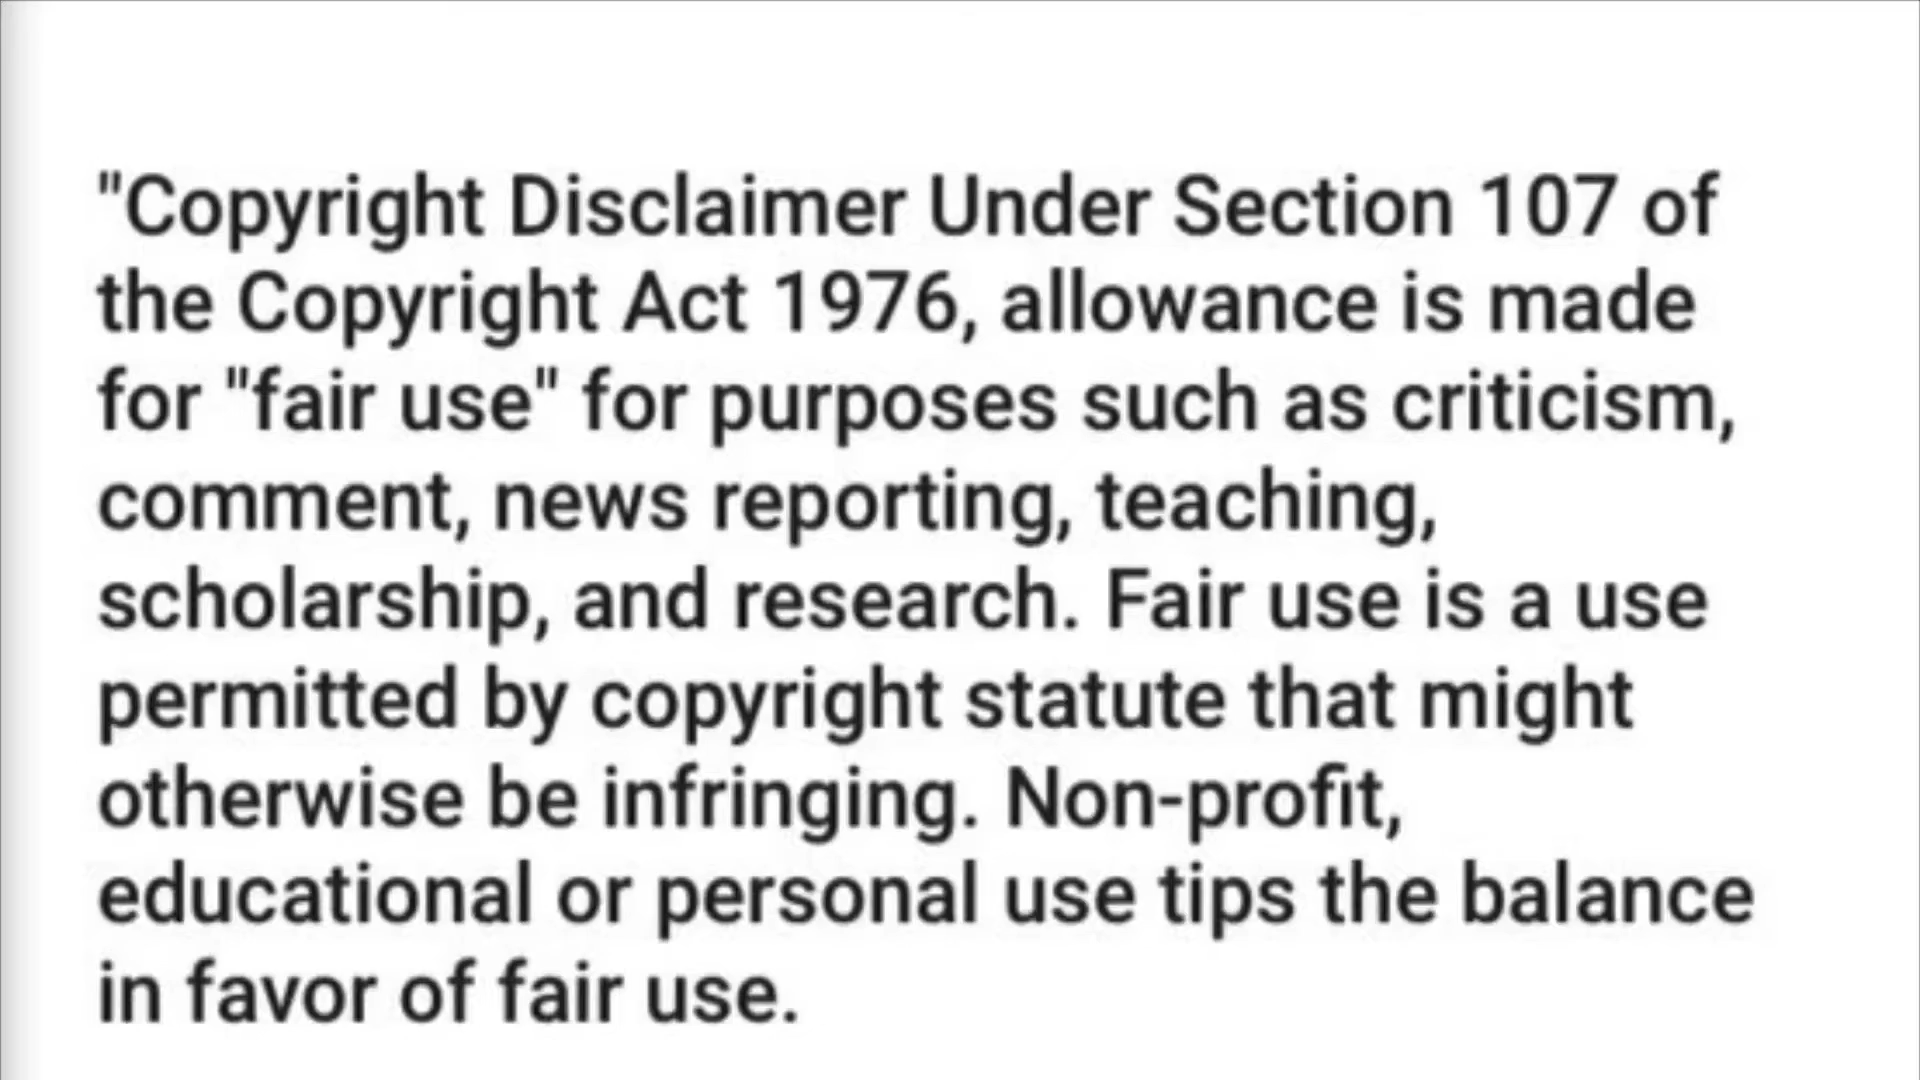 "Copyright Disclaimer Under Section 107 of
the Copyright Act 1976, allowance is made
for "fair use" for purposes such as criticism,
comment, news reporting, teaching,
scholarship, and research. Fair use is a use
permitted by copyright statute that might
otherwise be infringing. Non-profit,
educational or personal use tips the balance
in favor of fair use.